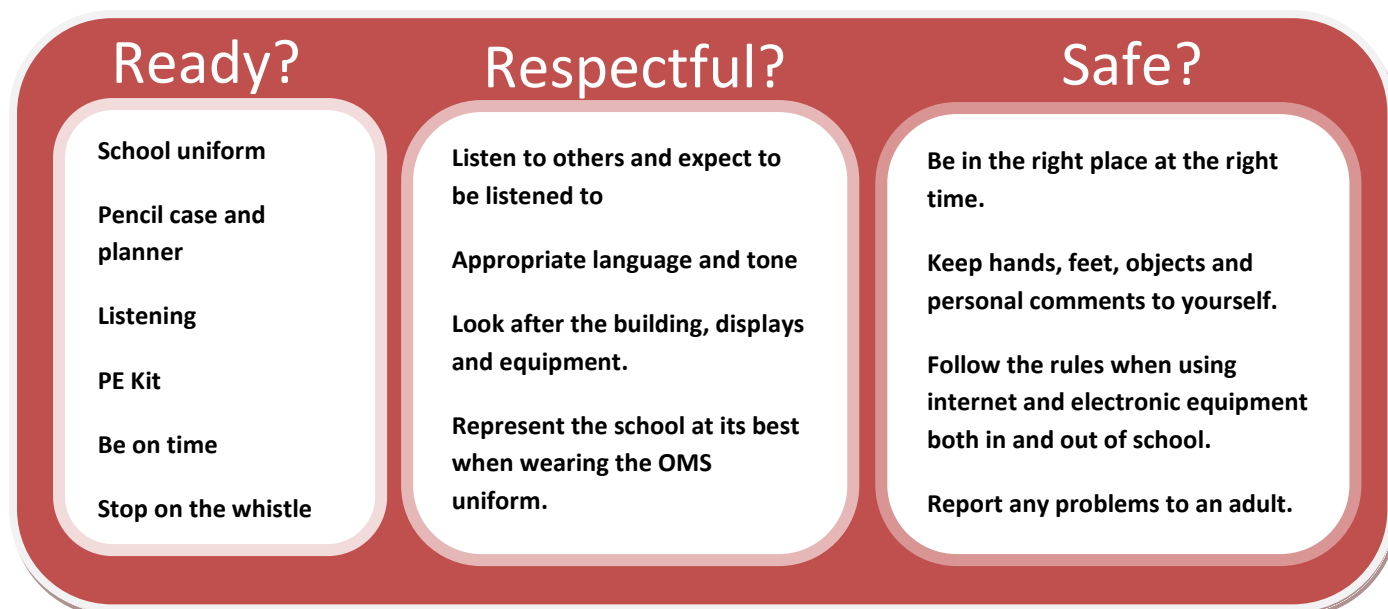 Ready?
School uniform
Pencil case and
planner
Listening
PE Kit
Be on time
Stop on the whistle
Respectful?
Listen to others and expect to
be listened to
Appropriate language and tone
Look after the building, displays
and equipment.
Represent the school at its best
when wearing the OMS
uniform.
Safe?
Be in the right place at the right
time.
Keep hands, feet, objects and
personal comments to yourself.
Follow the rules when using
internet and electronic equipment
both in and out of school.
Report any problems to an adult.